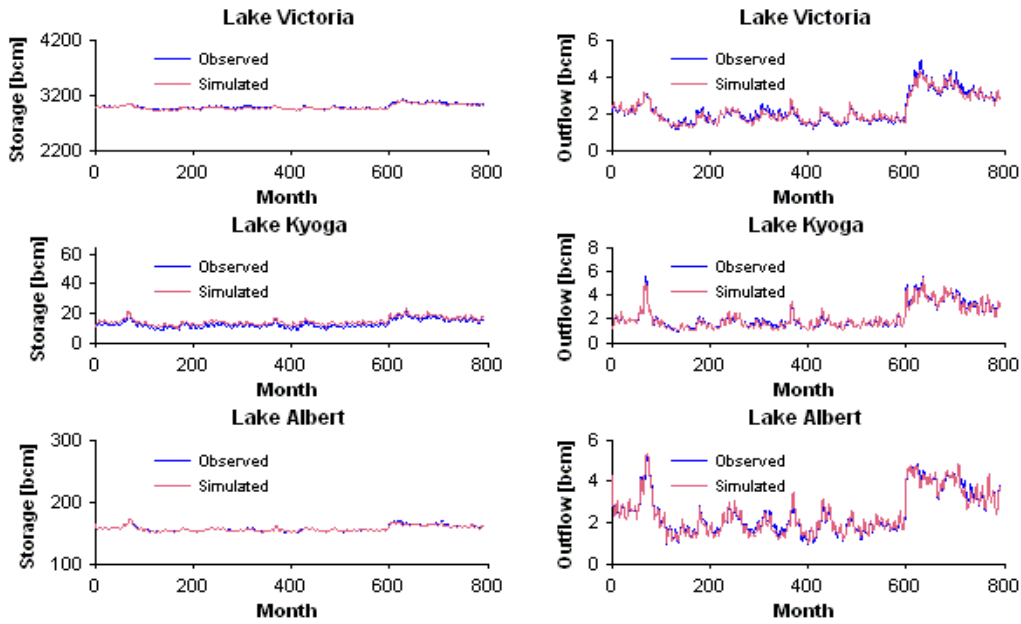 Lake Victoria
Storage [bcm]
4200
3200
2200
Observed
Simulated
0 200 400 600 800
Month
Lake Victoria
Outflow [bcm]
6
4
2
0
Observed
Simulated
0 200 400 600 800
Month
Lake Kyoga
Storage [bcm]
60
40
20
0
Observed
Simulated
0 200 400 600 800
Month
Lake Kyoga
Outflow [bcm]
8
6
4
2
0
Observed
Simulated
0 200 400 600 800
Month
Lake Albert
Storage [bcm]
300
200
100
Observed
Simulated
0 200 400 600 800
Month
Lake Albert
Outflow [bcm]
6
4
2
0
Observed
Simulated
0 200 400 600 800
Month